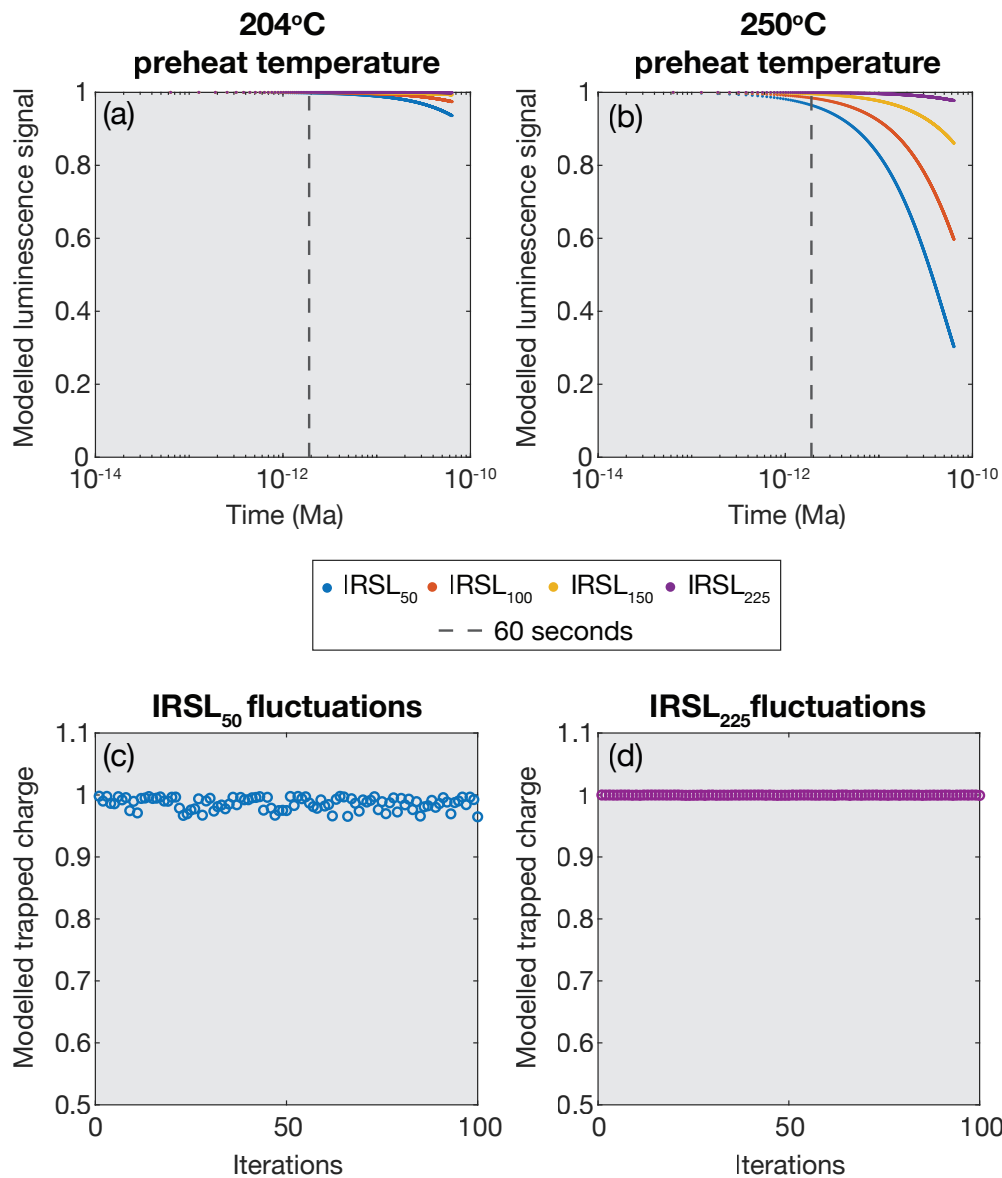 204°C
preheat temperature
250°C
preheat temperature
(a)
1
0.8
0.6
0.4
0.2
0
10-14
10-12
10-10
Modelled luminescence signal
Time (Ma)
(b)
1
0.8
0.6
0.4
0.2
0
10-14
10-12
10-10
Modelled luminescence signal
Time (Ma)
IRSL50 IRSL100 IRSL150 IRSL225
60 seconds
IRSL50 fluctuations
(c)
1.1
1
0.9
0.8
0.7
0.6
0.5
0
50
100
Modelled trapped charge
Iterations
IRSL225fluctuations
(d)
1.1
1
0.9
0.8
0.7
0.6
0.5
0
50
100
Modelled trapped charge
Iterations